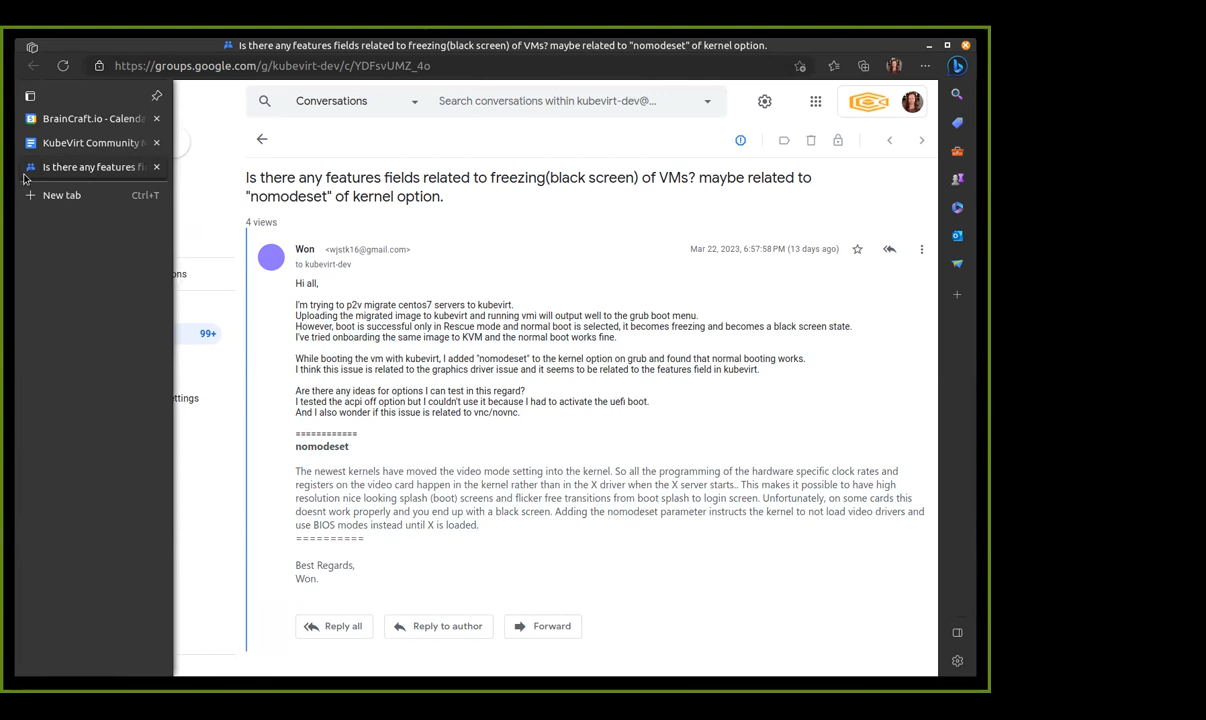 Is there any features fields related to freezing(black screen) of VMs? maybe related to "nomodeset" of kernel option.
https://groups.google.com/g/kubevirt-dev/c/YDFsvUMZ_4o
BrainCraft.io - Calenda
KubeVirt Community M
Is there any features fi
New tab Ctrl+T
Conversations
Search conversations within kubevirt-dev@...
Is there any features fields related to freezing(black screen) of VMs? maybe related to
"nomodeset" of kernel option.
4 views
Won <wjstk16@gmail.com>
Mar 22, 2023, 6:57:58 PM (13 days ago)
to kubevirt-dev
ons
99+
ettings
Hi all,
I'm trying to p2v migrate centos7 servers to kubevirt.
Uploading the migrated image to kubevirt and running vmi will output well to the grub boot menu.
However, boot is successful only in Rescue mode and normal boot is selected, it becomes freezing and becomes a black screen state.
I've tried onboarding the same image to KVM and the normal boot works fine.
While booting the vm with kubevirt, I added "nomodeset" to the kernel option on grub and found that normal booting works.
I think this issue is related to the graphics driver issue and it seems to be related to the features field in kubevirt.
Are there any ideas for options I can test in this regard?
I tested the acpi off option but I couldn't use it because I had to activate the uefi boot.
And I also wonder if this issue is related to vnc/novnc.
============
nomodeset
The newest kernels have moved the video mode setting into the kernel. So all the programming of the hardware specific clock rates and
registers on the video card happen in the kernel rather than in the X driver when the X server starts.. This makes it possible to have high
resolution nice looking splash (boot) screens and flicker free transitions from boot splash to login screen. Unfortunately, on some cards this
doesnt work properly and you end up with a black screen. Adding the nomodeset parameter instructs the kernel to not load video drivers and
use BIOS modes instead until X is loaded.
==========
Best Regards,
Won.
Reply all
Reply to author
Forward